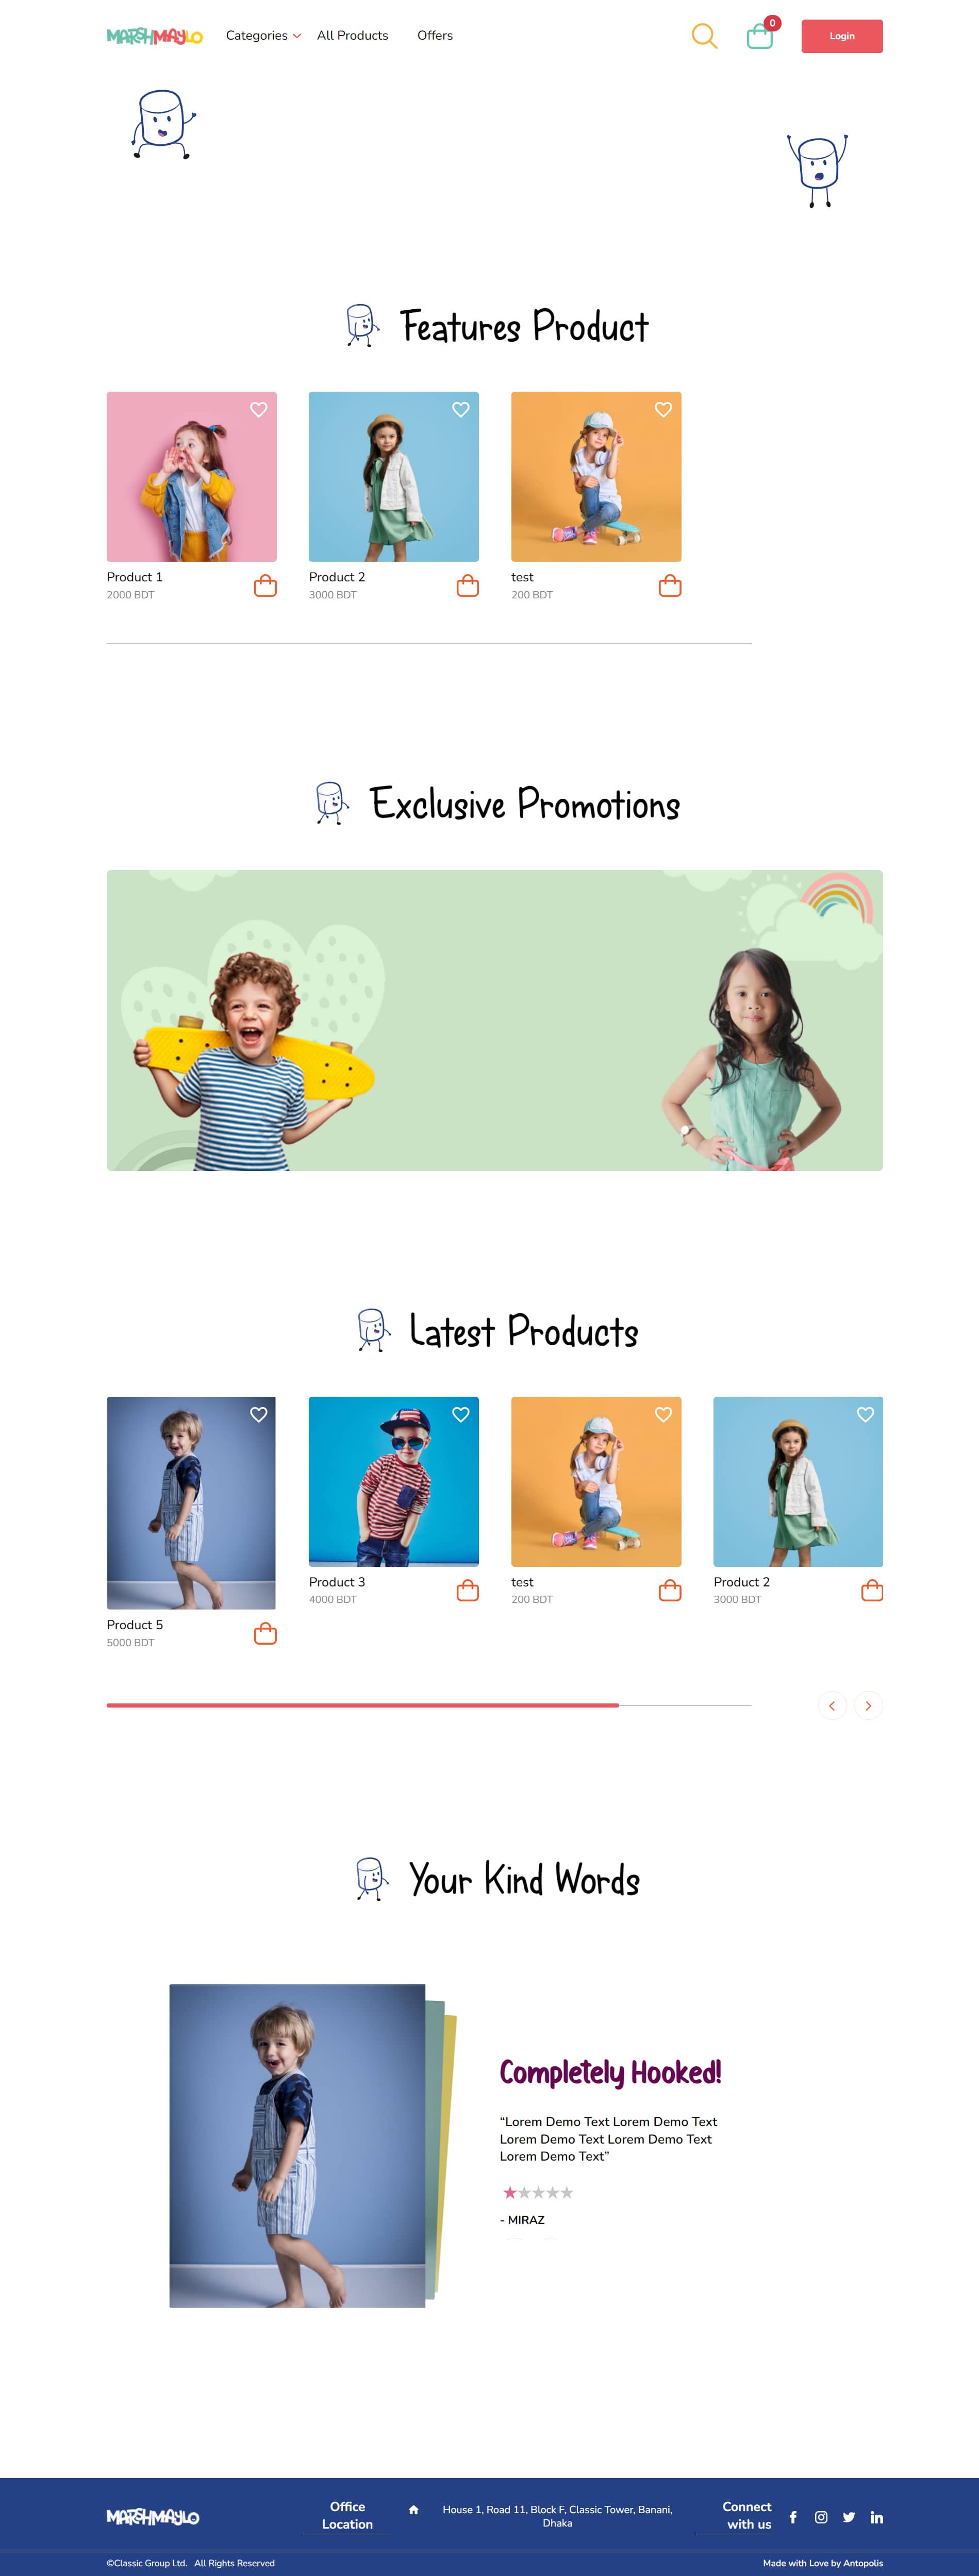 MARSHMAYLO
Categories
All Products
Offers
0
Login
Features Product
Product 1
2000 BDT
Product 2
3000 BDT
test
200 BDT
Exclusive Promotions
Latest Products
Product 5
5000 BDT
Product 3
4000 BDT
test
200 BDT
Product 2
3000 BDT
Your Kind Words
Completely Hooked!
“Lorem Demo Text Lorem Demo Text
Lorem Demo Text Lorem Demo Text
Lorem Demo Text”
- MIRAZ
MARSHMAYLO
Office
Location
House 1, Road 11, Block F, Classic Tower, Banani,
Dhaka
Connect
with us
©Classic Group Ltd. All Rights Reserved
Made with Love by Antopolis